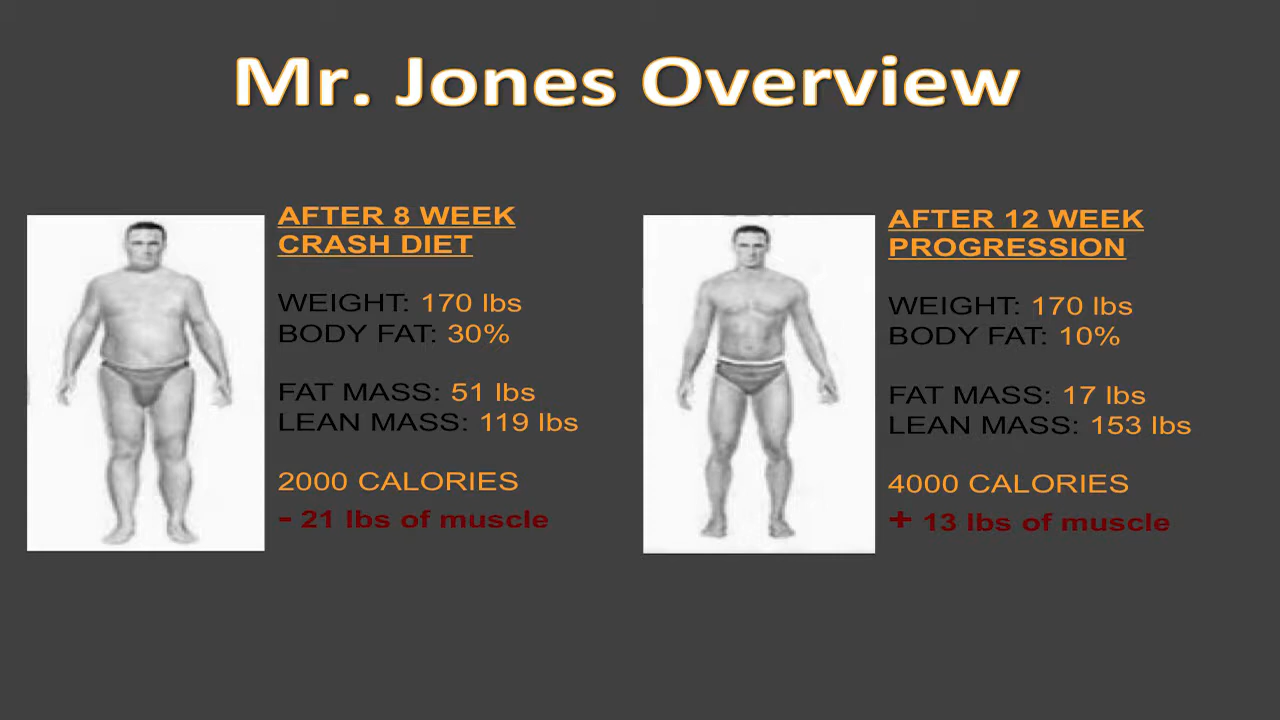 Mr. Jones Overview
AFTER 8 WEEK
CRASH DIET
WEIGHT: 170 lbs
BODY FAT: 30%
FAT MASS: 51 lbs
LEAN MASS: 119 lbs
2000 CALORIES
- 21 lbs of muscle
AFTER 12 WEEK
PROGRESSION
WEIGHT: 170 lbs
BODY FAT: 10%
FAT MASS: 17 lbs
LEAN MASS: 153 lbs
4000 CALORIES
+ 13 lbs of muscle